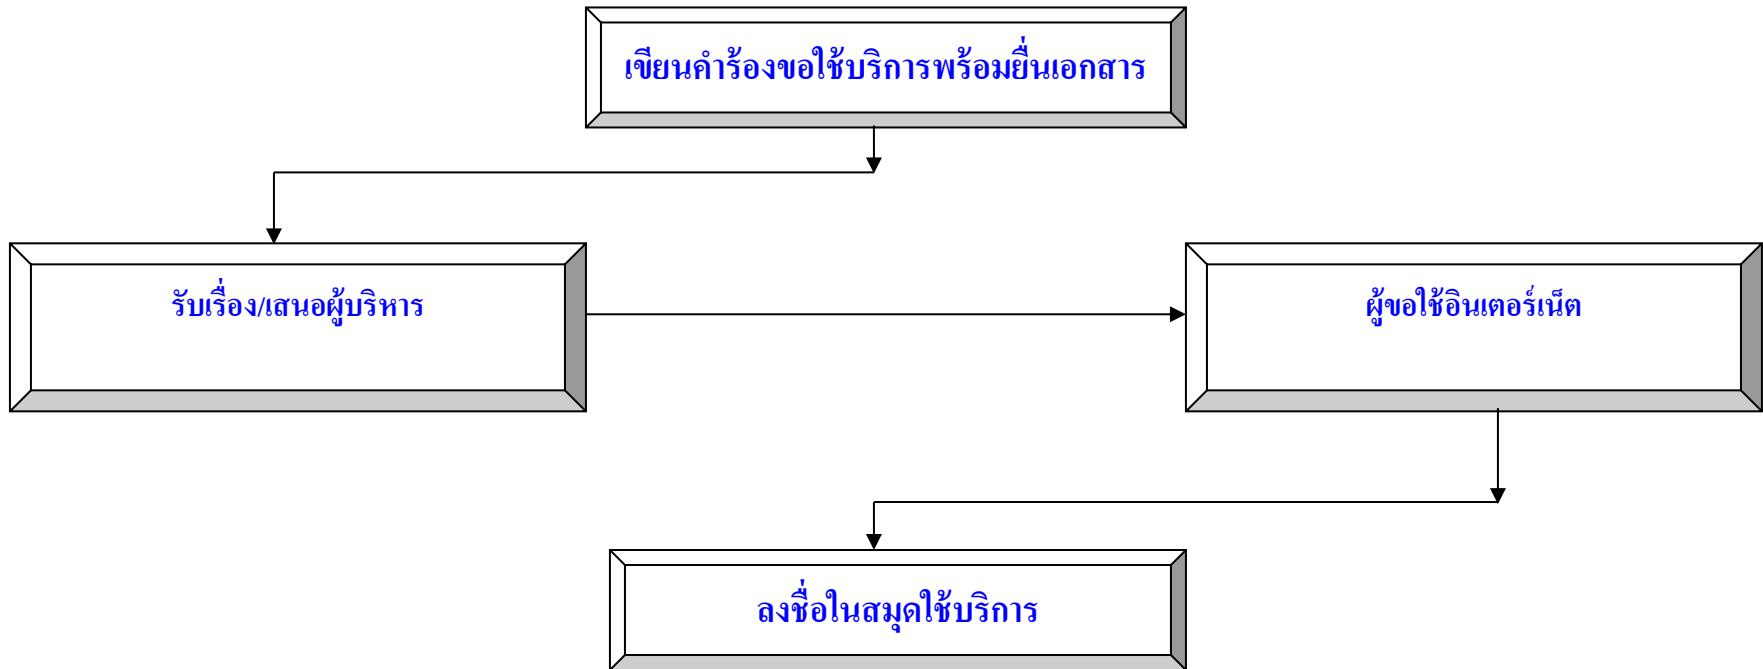 เขียนคำร้องขอใช้บริการพร้อมยื่นเอกสาร
รับเรื่อง/เสนอผู้บริหาร
ผู้ขอใช้อินเตอร์เน็ต
ลงชื่อในสมุดใช้บริการ